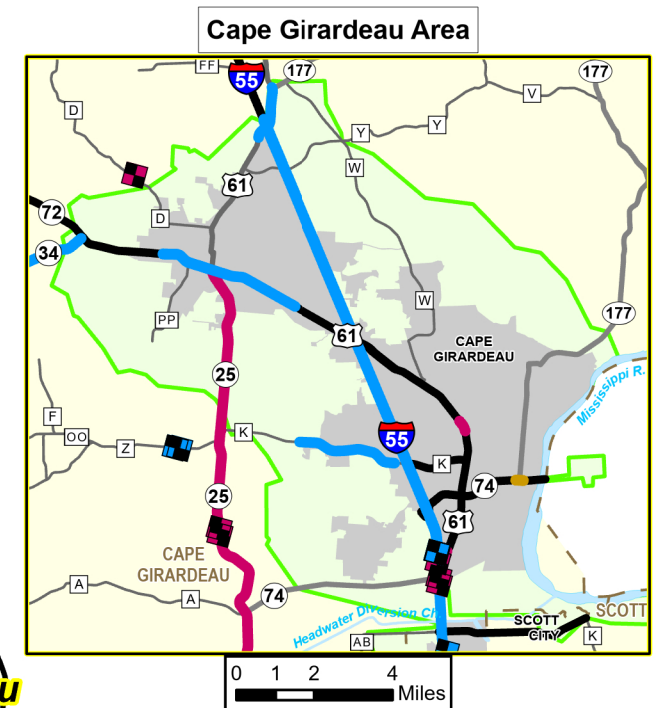 Cape Girardeau Area
FF
55
177
177
D
V
Y
Y
W
61
72
D
34
W
177
PP
61
CAPE
GIRARDEAU
Mississippi R.
25
F
OO
Z
K
55
K
74
25
61
CAPE
GIRARDEAU
A
A
74
SCOTT
Headwater Diversion Ch
SCOTT
CITY
AB
K
0 1 2 4
Miles
u